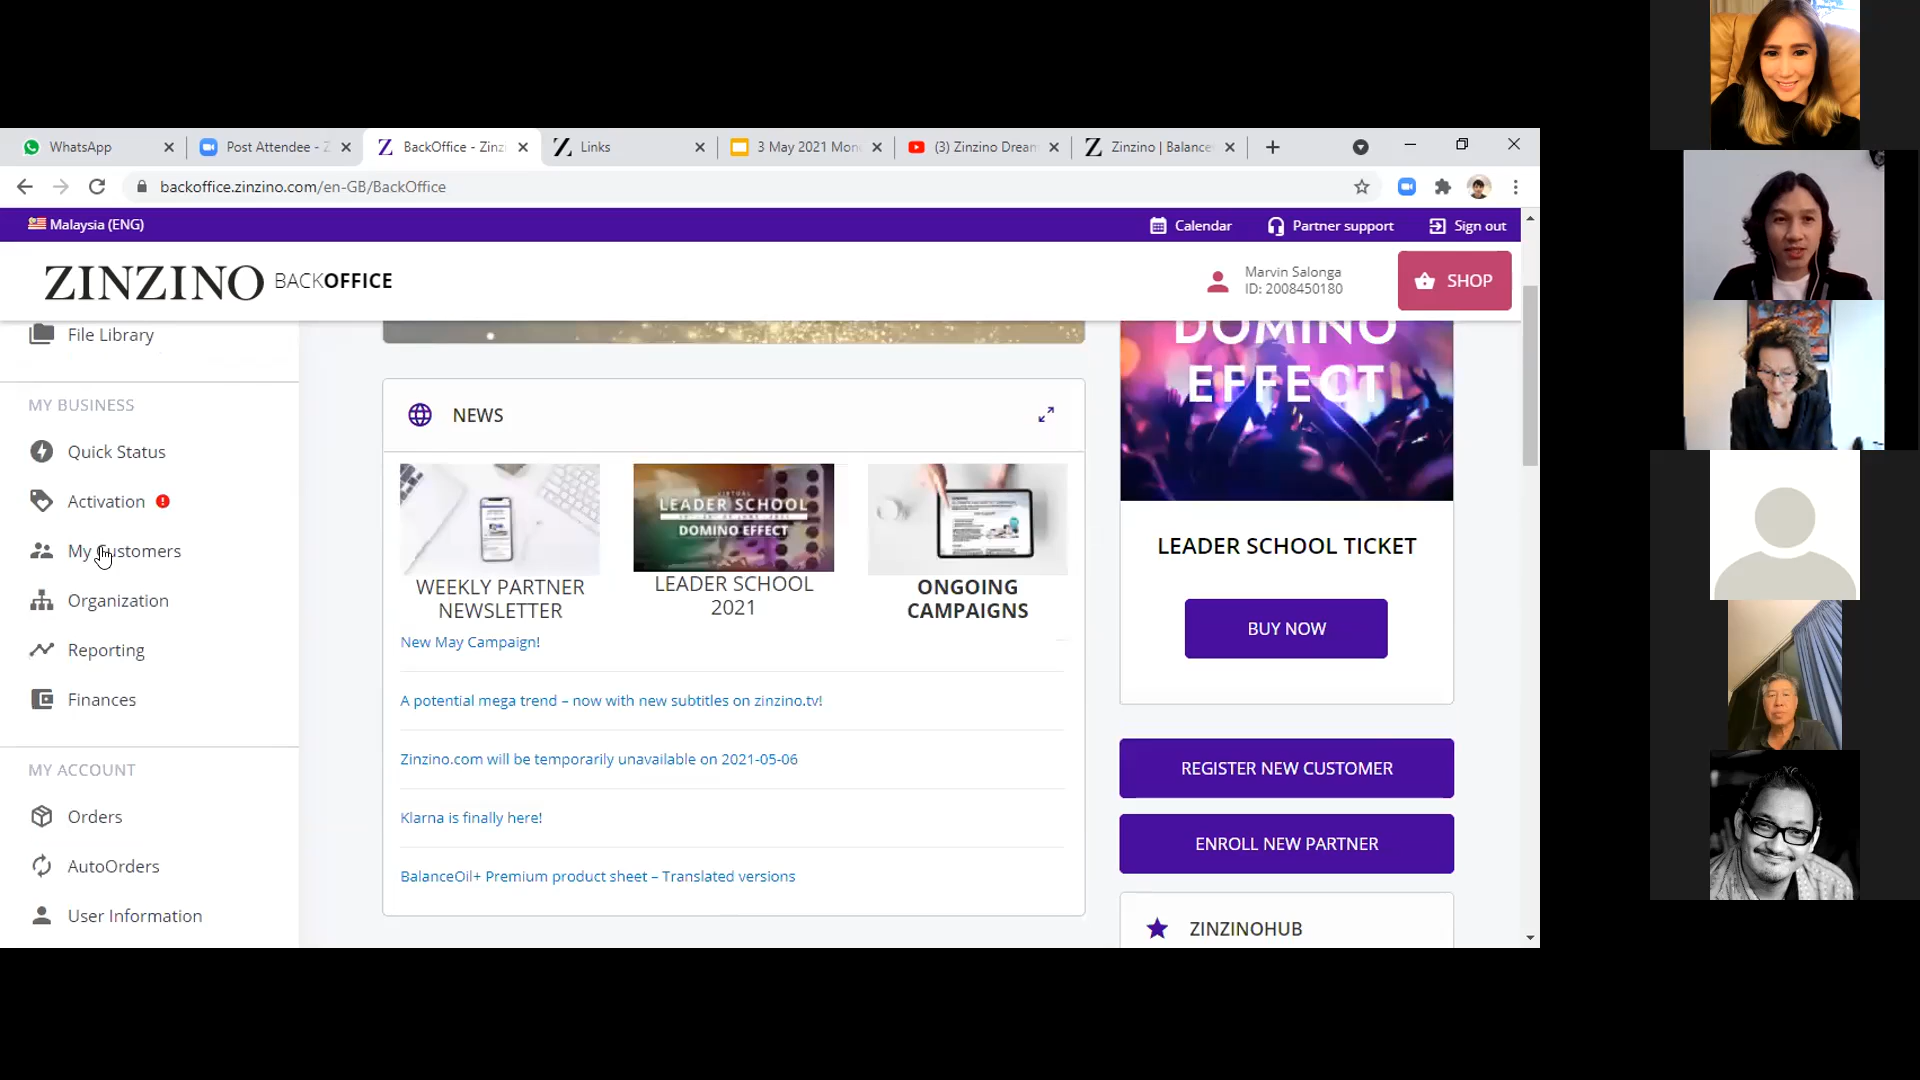 WhatsApp
Post Attendee - Z
BackOffice - Zinz
Links
3 May 2021 Mon
(3) Zinzino Drean
Zinzino | Balance
backoffice.zinzino.com/en-GB/BackOffice
Malaysia (ENG)
Calendar
Partner support
Sign out
ZINZINO BACKOFFICE
Marvin Salonga
ID: 2008450180
SHOP
File Library
MY BUSINESS
Quick Status
Activation
My Customers
Organization
Reporting
Finances
MY ACCOUNT
Orders
AutoOrders
User Information
NEWS
VIRTUAL
LEADER SCHOOL
DOMINO EFFECT
WEEKLY PARTNER
NEWSLETTER
LEADER SCHOOL
2021
ONGOING
CAMPAIGNS
New May Campaign!
A potential mega trend – now with new subtitles on zinzino.tv!
Zinzino.com will be temporarily unavailable on 2021-05-06
Klarna is finally here!
BalanceOil+ Premium product sheet – Translated versions
DOMINO
EFFECT
LEADER SCHOOL TICKET
BUY NOW
REGISTER NEW CUSTOMER
ENROLL NEW PARTNER
ZINZINOHUB